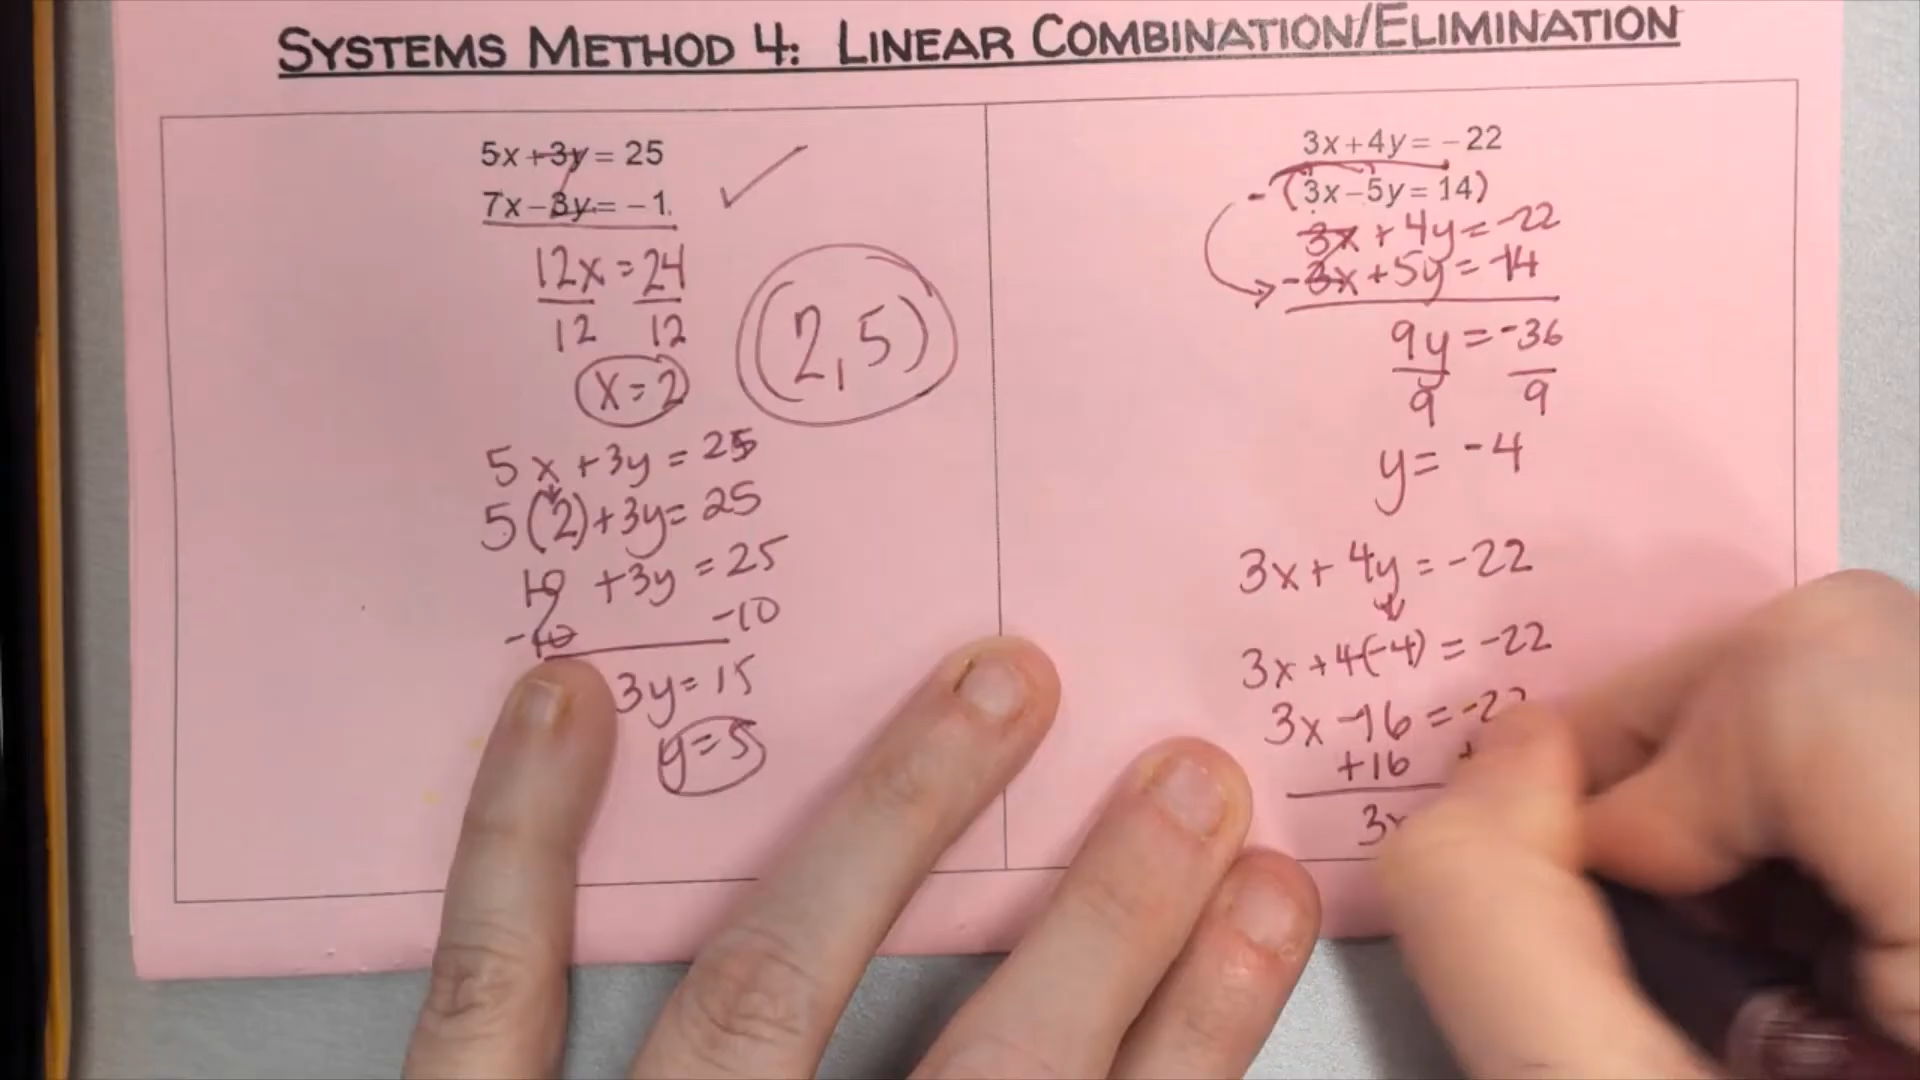 SYSTEMS METHOD 4: LINEAR COMBINATION/ELIMINATION
5x+3y = 25
7x-3y = -1
12x = 24
12 12
x = 2
(2,5)
5x + 3y = 25
5(2)+3y = 25
10 +3y = 25
-10 -10
3y = 15
y = 5
3x+4y = -22
-(3x-5y = 14)
3x + 4y = -22
-3x + 5y = -14
9y = -36
9 9
y = -4
3x + 4y = -22
3x + 4(-4) = -22
3x - 16 = -22
+16 +
3x